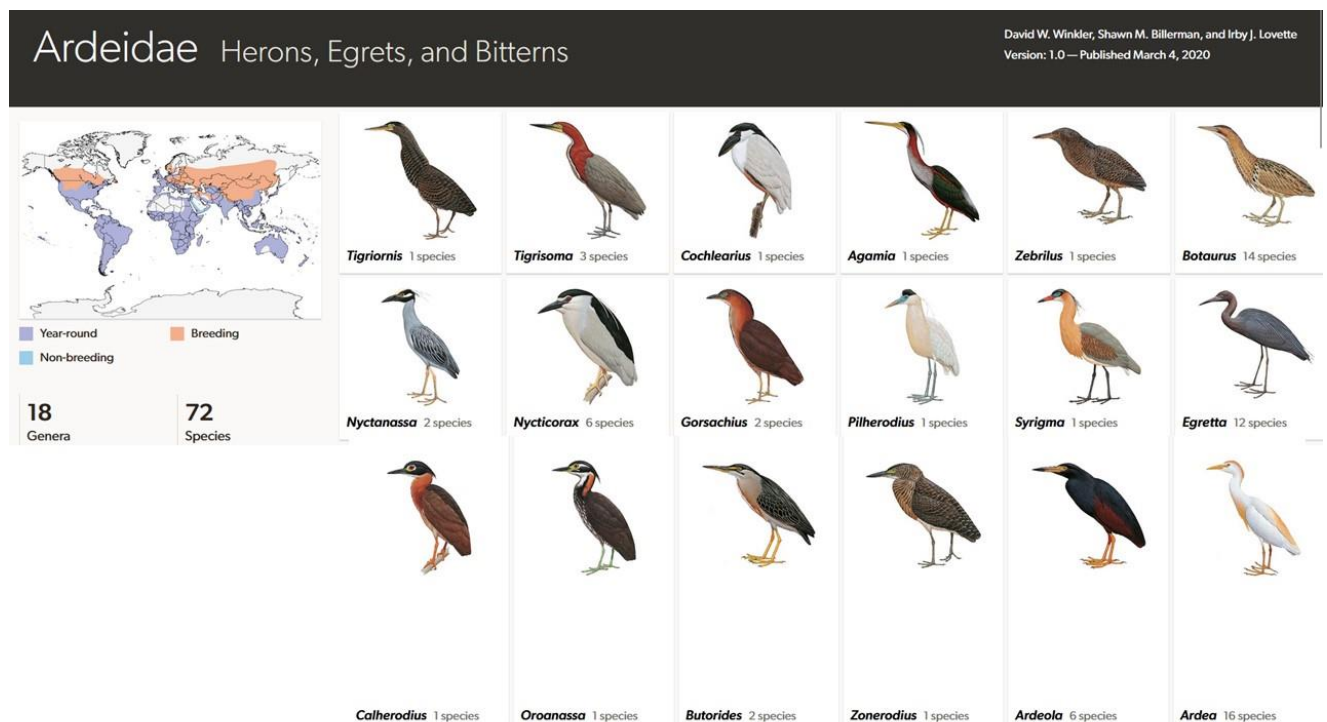 Ardeidae Herons, Egrets, and Bitterns
David W. Winkler, Shawn M. Billerman, and Irby J. Lovette
Version: 1.0 — Published March 4, 2020
Year-round
Breeding
Non-breeding
18
Genera
72
Species
Tigriornis 1 species
Tigrisoma 3 species
Cochlearius 1 species
Agamia 1 species
Zebrilus 1 species
Botaurus 14 species
Nyctanassa 2 species
Nycticorax 6 species
Gorsachius 2 species
Pilherodius 1 species
Syrigma 1 species
Egretta 12 species
Calherodius 1 species
Oroanassa 1 species
Butorides 2 species
Zonerodius 1 species
Ardeola 6 species
Ardea 16 species